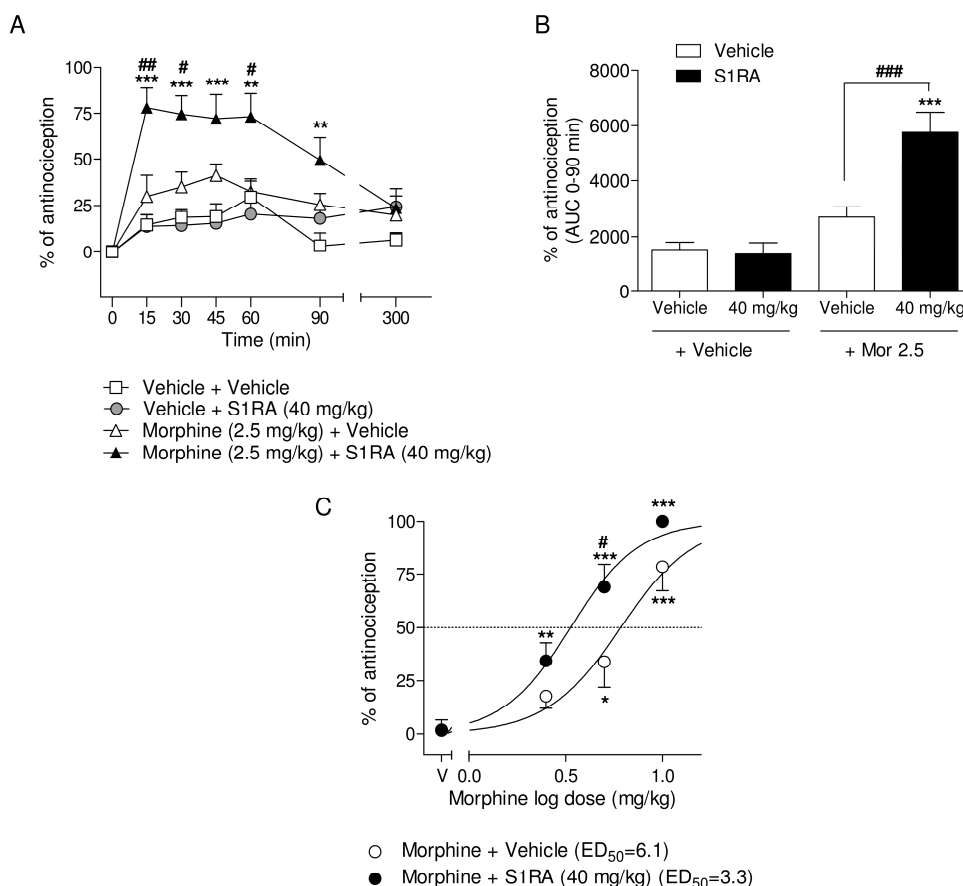 A
% of antinociception
100
75
50
25
0
## # #
*** *** *** ** **
0 15 30 45 60 90 300
Time (min)
Vehicle + Vehicle
Vehicle + S1RA (40 mg/kg)
Morphine (2.5 mg/kg) + Vehicle
Morphine (2.5 mg/kg) + S1RA (40 mg/kg)
B
Vehicle
S1RA
% of antinociception
(AUC 0-90 min)
8000
6000
4000
2000
0
###
***
Vehicle 40 mg/kg Vehicle 40 mg/kg
+ Vehicle + Mor 2.5
C
% of antinociception
100
75
50
25
0
***
#
***
***
**
*
V 0.0 0.5 1.0
Morphine log dose (mg/kg)
Morphine + Vehicle (ED50=6.1)
Morphine + S1RA (40 mg/kg) (ED50=3.3)